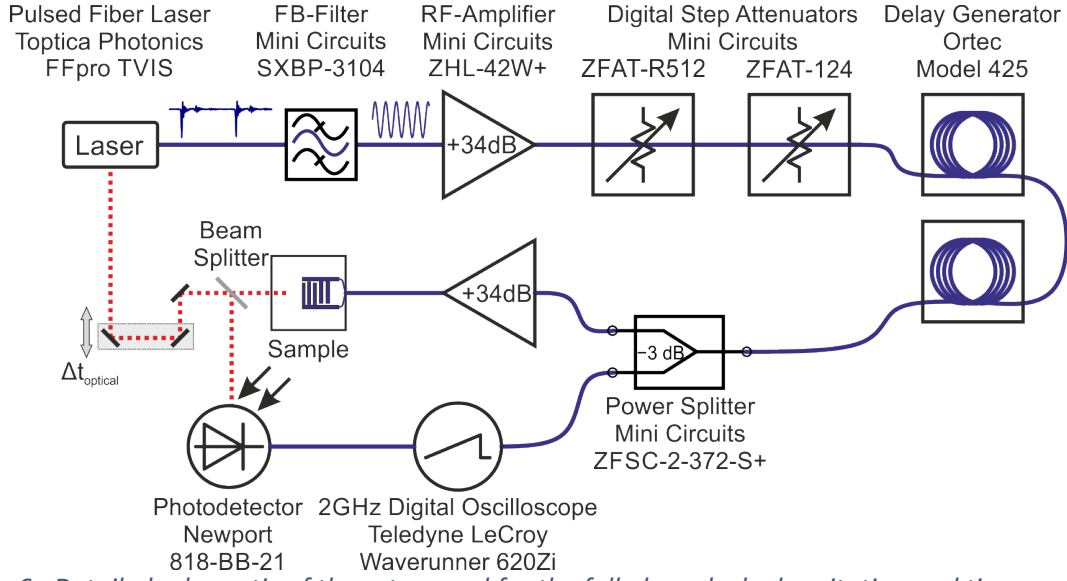 Pulsed Fiber Laser
Toptica Photonics
FFpro TVIS
FB-Filter
Mini Circuits
SXBP-3104
RF-Amplifier
Mini Circuits
ZHL-42W+
Digital Step Attenuators
Mini Circuits
ZFAT-R512 ZFAT-124
Delay Generator
Ortec
Model 425
Laser
+34dB
Beam
Splitter
+34dB
Δtoptical
Sample
−3 dB
Power Splitter
Mini Circuits
ZFSC-2-372-S+
Photodetector
Newport
818-BB-21
2GHz Digital Oscilloscope
Teledyne LeCroy
Waverunner 620Zi